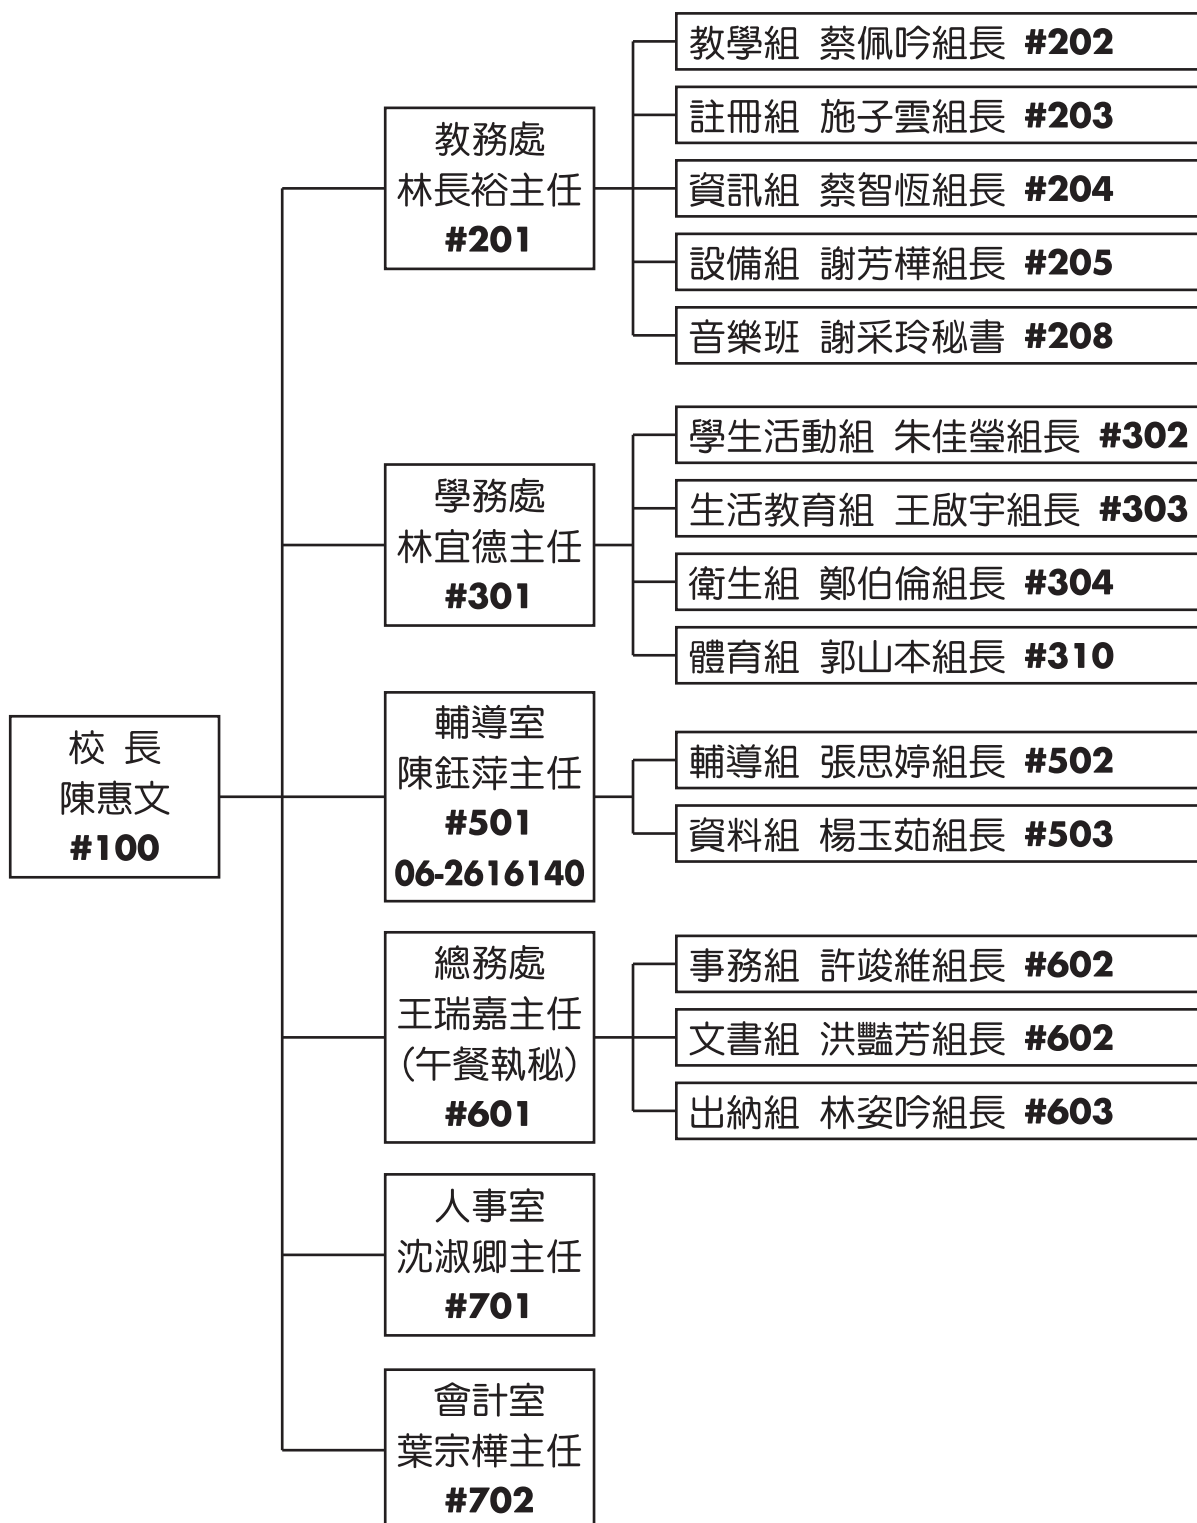 校 長
陳惠文
#100
教務處
林長裕主任
#201
教學組 蔡佩吟組長 #202
註冊組 施子雲組長 #203
資訊組 蔡智恆組長 #204
設備組 謝芳樺組長 #205
音樂班 謝采玲秘書 #208
學務處
林宜德主任
#301
學生活動組 朱佳瑩組長 #302
生活教育組 王啟宇組長 #303
衛生組 鄭伯倫組長 #304
體育組 郭山本組長 #310
輔導室
陳鈺萍主任
#501
06-2616140
輔導組 張思婷組長 #502
資料組 楊玉茹組長 #503
總務處
王瑞嘉主任
(午餐執秘)
#601
事務組 許竣維組長 #602
文書組 洪豔芳組長 #602
出納組 林姿吟組長 #603
人事室
沈淑卿主任
#701
會計室
葉宗樺主任
#702